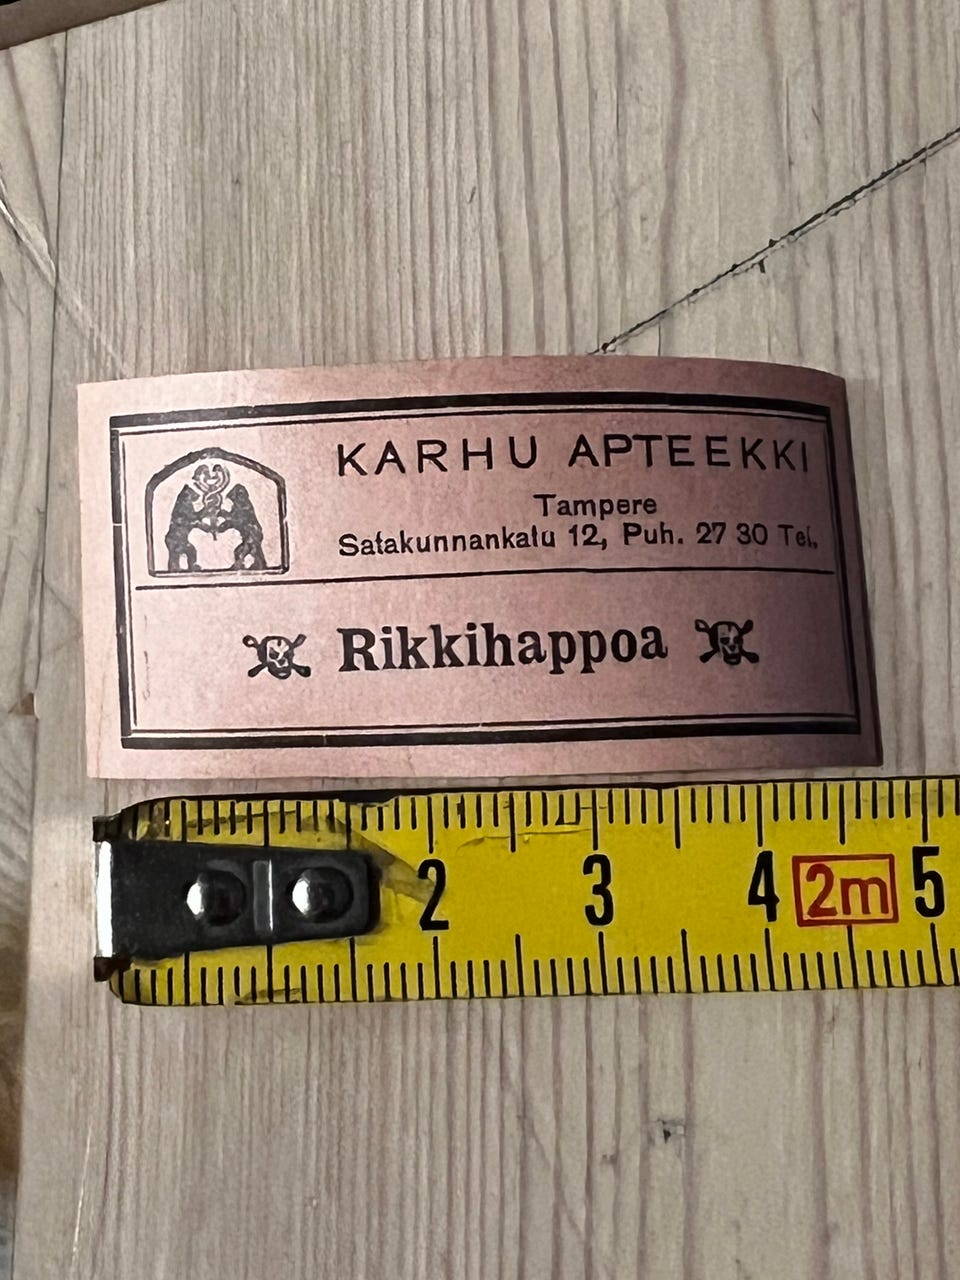 KARHU APTEEKKI
Tampere
Satakunnankatu 12, Puh. 27 30 Tel.
Rikkihappoa
2 3 4 2m 5